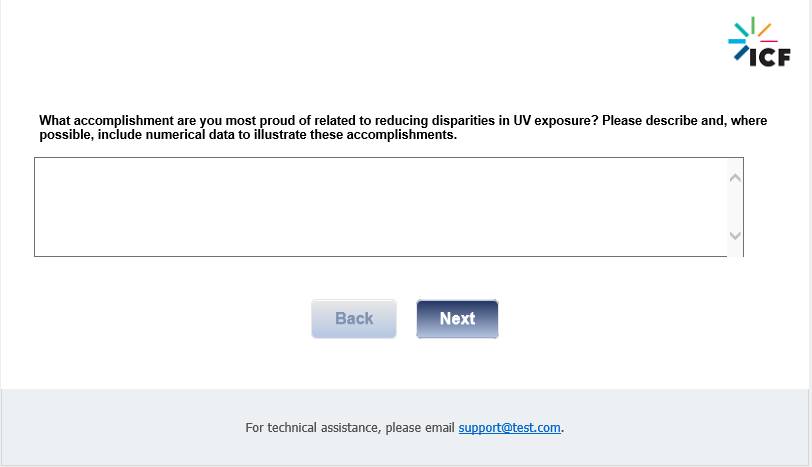 ICF
What accomplishment are you most proud of related to reducing disparities in UV exposure? Please describe and, where
possible, include numerical data to illustrate these accomplishments.
Back
Next
For technical assistance, please email support@test.com.